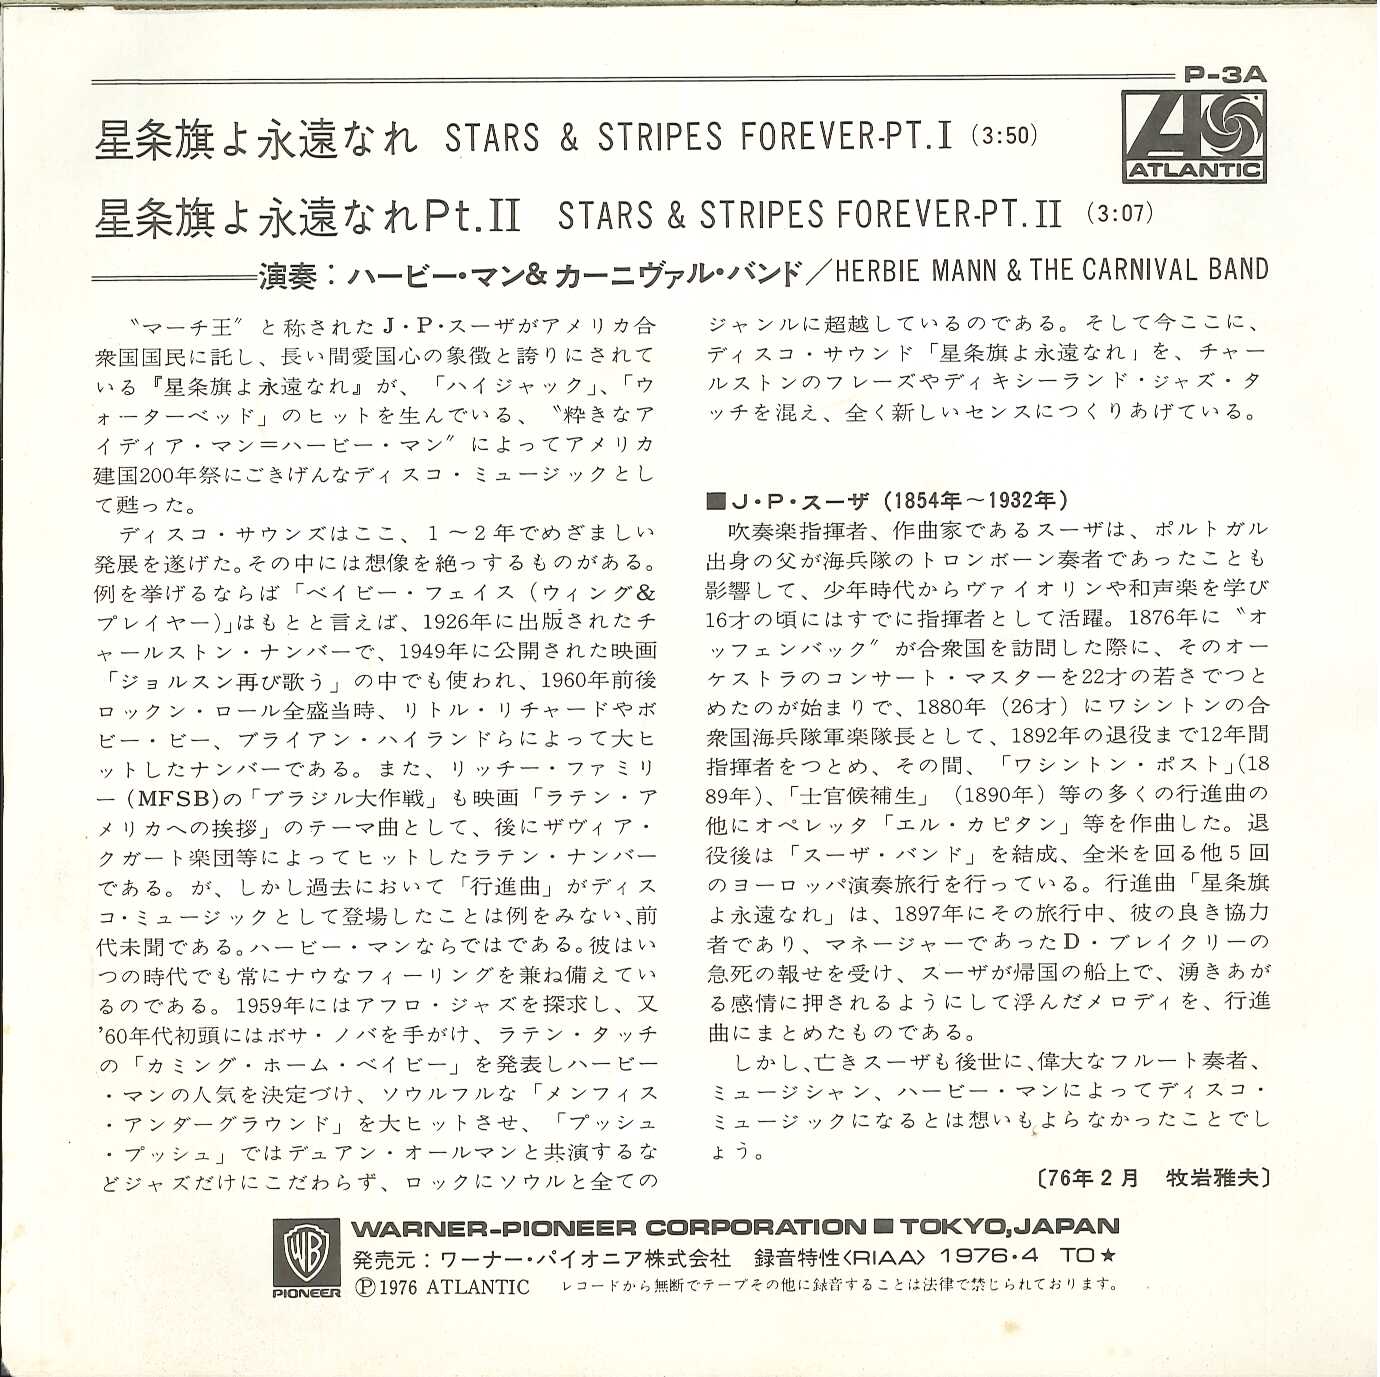 P-3A
星条旗よ永遠なれ STARS & STRIPES FOREVER-PT.I (3:50)
ATLANTIC
星条旗よ永遠なれPt.II STARS & STRIPES FOREVER-PT.II (3:07)
演奏：ハービー・マン& カーニヴァル・バンド／HERBIE MANN & THE CARNIVAL BAND
〝マーチ王〞と称されたJ・P・スーザがアメリカ合
衆国国民に託し、長い間愛国心の象徴と誇りにされて
いる『星条旗よ永遠なれ』が、「ハイジャック」、「ウ
ォーターベッド」のヒットを生んでいる、〝粋きなア
イディア・マン＝ハービー・マン〞によってアメリカ
建国200年祭にごきげんなディスコ・ミュージックとし
て甦った。
ディスコ・サウンズはここ、1～2年でめざましい
発展を遂げた。その中には想像を絶っするものがある。
例を挙げるならば「ベイビー・フェイス（ウィング&
プレイヤー）」はもとと言えば、1926年に出版されたチ
ャールストン・ナンバーで、1949年に公開された映画
「ジョルスン再び歌う」の中でも使われ、1960年前後
ロックン・ロール全盛当時、リトル・リチャードやボ
ビー・ビー、ブライアン・ハイランドらによって大ヒ
ットしたナンバーである。また、リッチー・ファミリ
ー(MFSB)の「ブラジル大作戦」も映画「ラテン・ア
メリカへの挨拶」のテーマ曲として、後にザヴィア・
クガート楽団等によってヒットしたラテン・ナンバー
である。が、しかし過去において「行進曲」がディス
コ・ミュージックとして登場したことは例をみない、前
代未聞である。ハービー・マンならではである。彼はい
つの時代でも常にナウなフィーリングを兼ね備えてい
るのである。1959年にはアフロ・ジャズを探求し、又
'60年代初頭にはボサ・ノバを手がけ、ラテン・タッチ
の「カミング・ホーム・ベイビー」を発表しハービー
・マンの人気を決定づけ、ソウルフルな「メンフィス
・アンダーグラウンド」を大ヒットさせ、「プッシュ
・プッシュ」ではデュアン・オールマンと共演するな
どジャズだけにこだわらず、ロックにソウルと全ての
ジャンルに超越しているのである。そして今ここに、
ディスコ・サウンド「星条旗よ永遠なれ」を、チャー
ルストンのフレーズやディキシーランド・ジャズ・タ
ッチを混え、全く新しいセンスにつくりあげている。
■J・P・スーザ（1854年～1932年）
吹奏楽指揮者、作曲家であるスーザは、ポルトガル
出身の父が海兵隊のトロンボーン奏者であったことも
影響して、少年時代からヴァイオリンや和声楽を学び
16才の頃にはすでに指揮者として活躍。1876年に〝オ
ッフェンバック〞が合衆国を訪問した際に、そのオー
ケストラのコンサート・マスターを22才の若さでつと
めたのが始まりで、1880年（26才）にワシントンの合
衆国海兵隊軍楽隊長として、1892年の退役まで12年間
指揮者をつとめ、その間、「ワシントン・ポスト」(18
89年)、「士官候補生」（1890年）等の多くの行進曲の
他にオペレッタ「エル・カピタン」等を作曲した。退
役後は「スーザ・バンド」を結成、全米を回る他5回
のヨーロッパ演奏旅行を行っている。行進曲「星条旗
よ永遠なれ」は、1897年にその旅行中、彼の良き協力
者であり、マネージャーであったD・ブレイクリーの
急死の報せを受け、スーザが帰国の船上で、湧きあが
る感情に押されるようにして浮んだメロディを、行進
曲にまとめたものである。
しかし、亡きスーザも後世に、偉大なフルート奏者、
ミュージシャン、ハービー・マンによってディスコ・
ミュージックになるとは想いもよらなかったことでし
ょう。
〔76年2月　牧岩雅夫〕
WARNER-PIONEER CORPORATION ■ TOKYO, JAPAN
発売元：ワーナー・パイオニア株式会社　録音特性〈RIAA〉 1976・4 TO★
PIONEER
Ⓟ1976 ATLANTIC　レコードから無断でテープその他に録音することは法律で禁じられております。